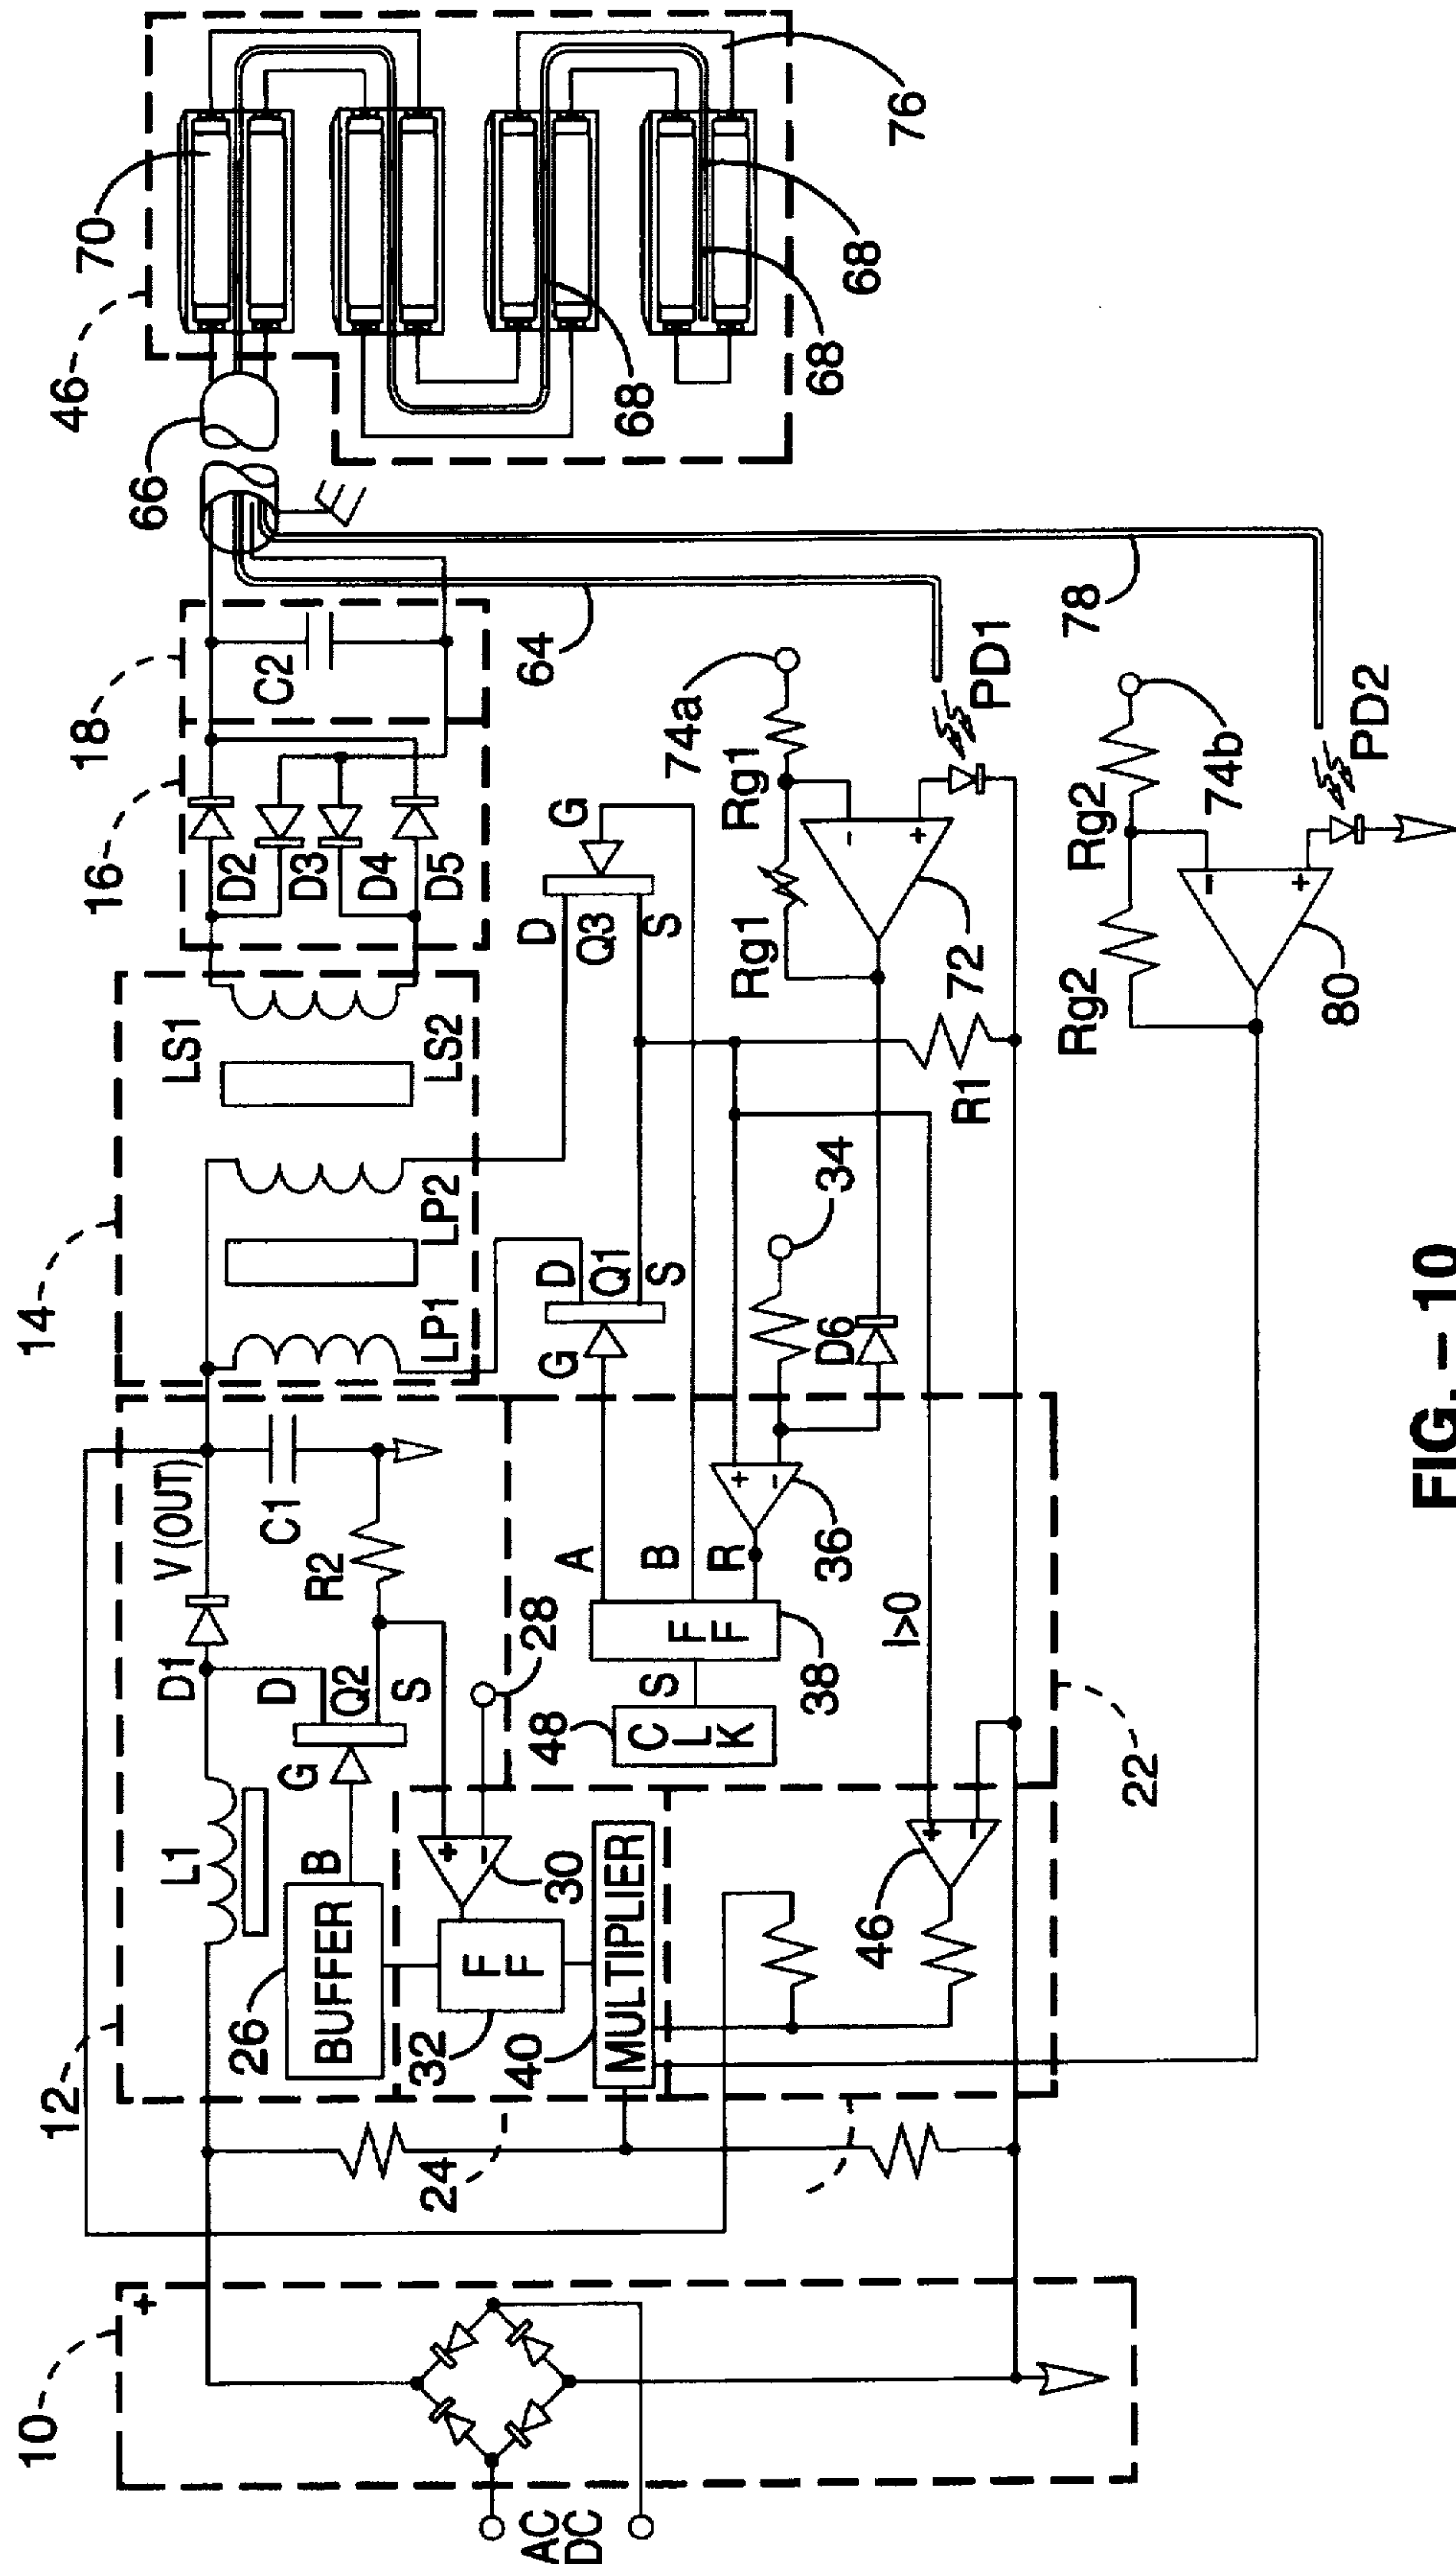 10
+
AC
DC
12
24
26
BUFFER
B
L1
G
D
Q2
S
D1
V (OUT)
C1
R2
28
30
+
−
32
FF
40
MULTIPLIER
46
+
−
22
48
CLK
S
FF
38
A
B
R
36
+
−
I>0
34
D6
14
LP1
LP2
LS1
LS2
G
D
Q1
S
D
Q3
S
G
R1
16
D2
D3
D4
D5
18
C2
Rg1
Rg1
74a
72
−
+
PD1
64
Rg2
Rg2
74b
80
−
+
PD2
78
66
46
70
68
68
68
76
FIG. – 10